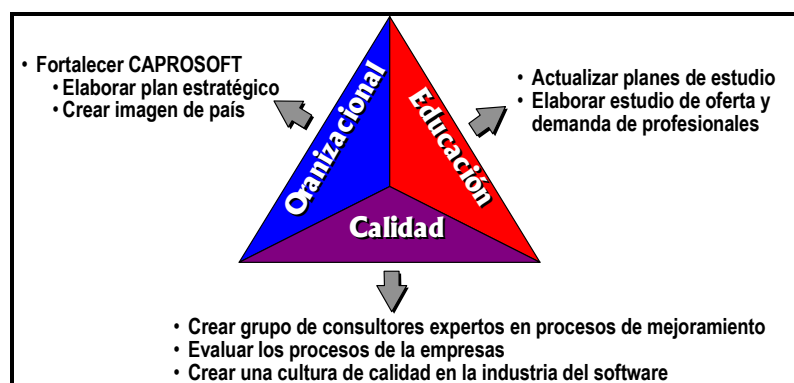 • Fortalecer CAPROSOFT
• Elaborar plan estratégico
• Crear imagen de país
Oranizacional
Educación
• Actualizar planes de estudio
• Elaborar estudio de oferta y
demanda de profesionales
Calidad
• Crear grupo de consultores expertos en procesos de mejoramiento
• Evaluar los procesos de la empresas
• Crear una cultura de calidad en la industria del software